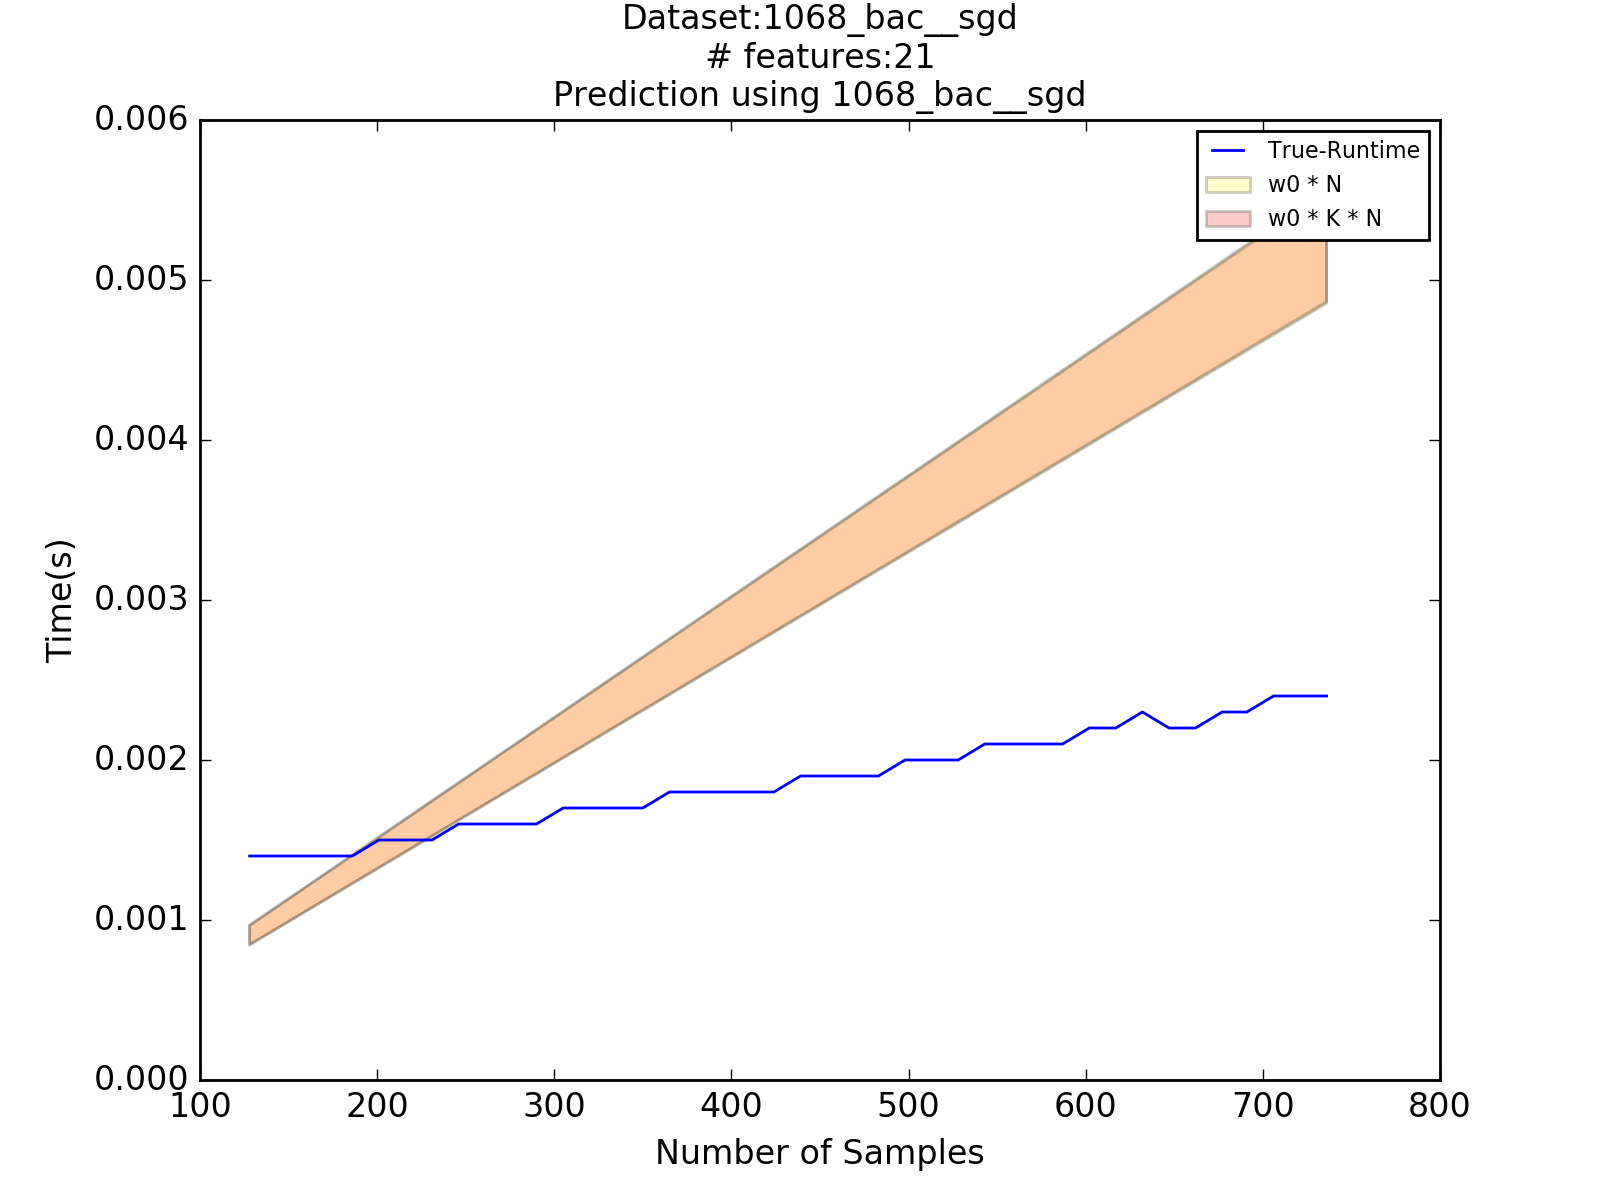 Dataset:1068_bac__sgd
# features:21
Prediction using 1068_bac__sgd
0.006
0.005
0.004
0.003
0.002
0.001
0.000
Time(s)
True-Runtime
w0 * N
w0 * K * N
100 200 300 400 500 600 700 800
Number of Samples